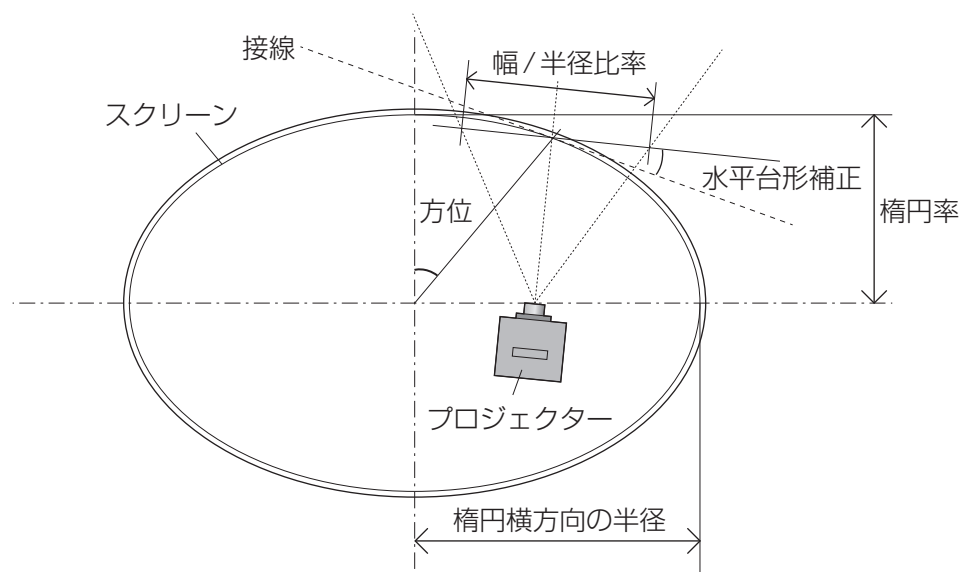 接線
幅/半径比率
スクリーン
水平台形補正
方位
楕円率
プロジェクター
楕円横方向の半径